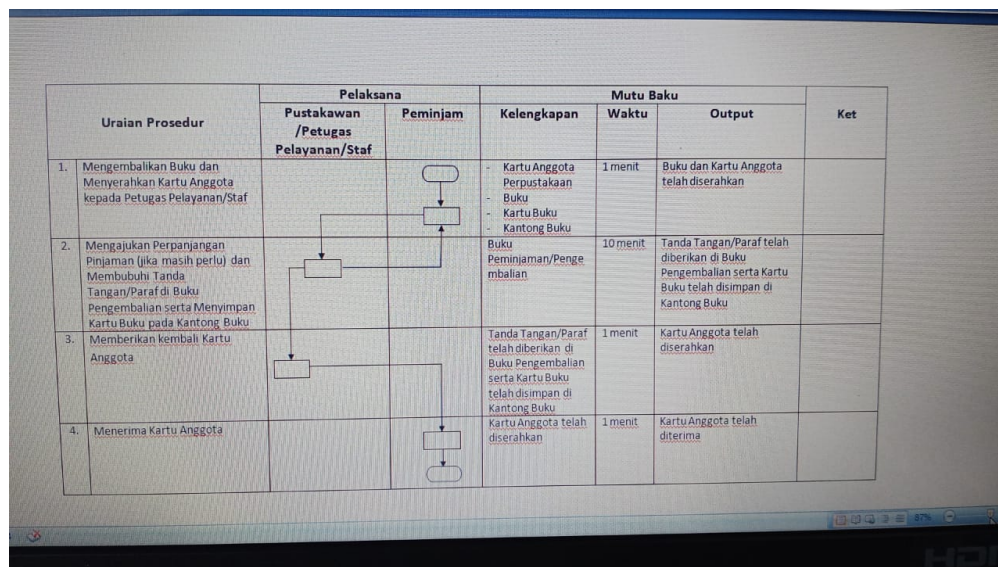 Uraian Prosedur
Pelaksana
Mutu Baku
Ket
Pustakawan
/Petugas
Pelayanan/Staf
Peminjam
Kelengkapan
Waktu
Output
1. Mengembalikan Buku dan
Menyerahkan Kartu Anggota
kepada Petugas Pelayanan/Staf
- Kartu Anggota
Perpustakaan
- Buku
- Kartu Buku
- Kantong Buku
1 menit
Buku dan Kartu Anggota
telah diserahkan
2. Mengajukan Perpanjangan
Pinjaman (jika masih perlu) dan
Membubuhi Tanda
Tangan/Paraf di Buku
Pengembalian serta Menyimpan
Kartu Buku pada Kantong Buku
Buku
Peminjaman/Penge
mbalian
10 menit
Tanda Tangan/Paraf telah
diberikan di Buku
Pengembalian serta Kartu
Buku telah disimpan di
Kantong Buku
3. Memberikan kembali Kartu
Anggota
Tanda Tangan/Paraf
telah diberikan di
Buku Pengembalian
serta Kartu Buku
telah disimpan di
Kantong Buku
1 menit
Kartu Anggota telah
diserahkan
4. Menerima Kartu Anggota
Kartu Anggota telah
diserahkan
1 menit
Kartu Anggota telah
diterima
87%